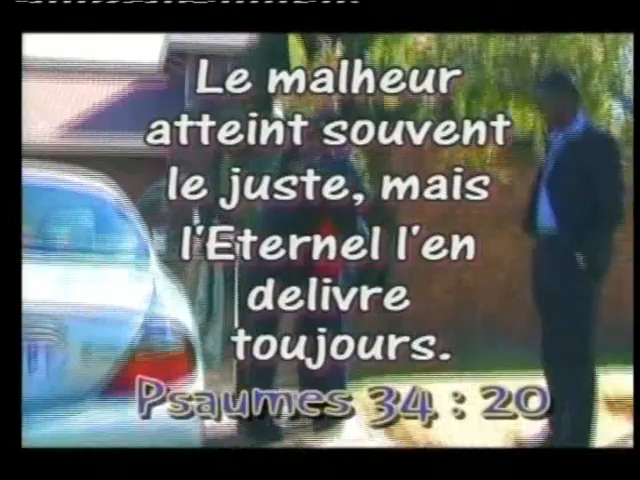 Le malheur
atteint souvent
le juste, mais
l'Eternel l'en
delivre
toujours.
Psaumes 34 : 20